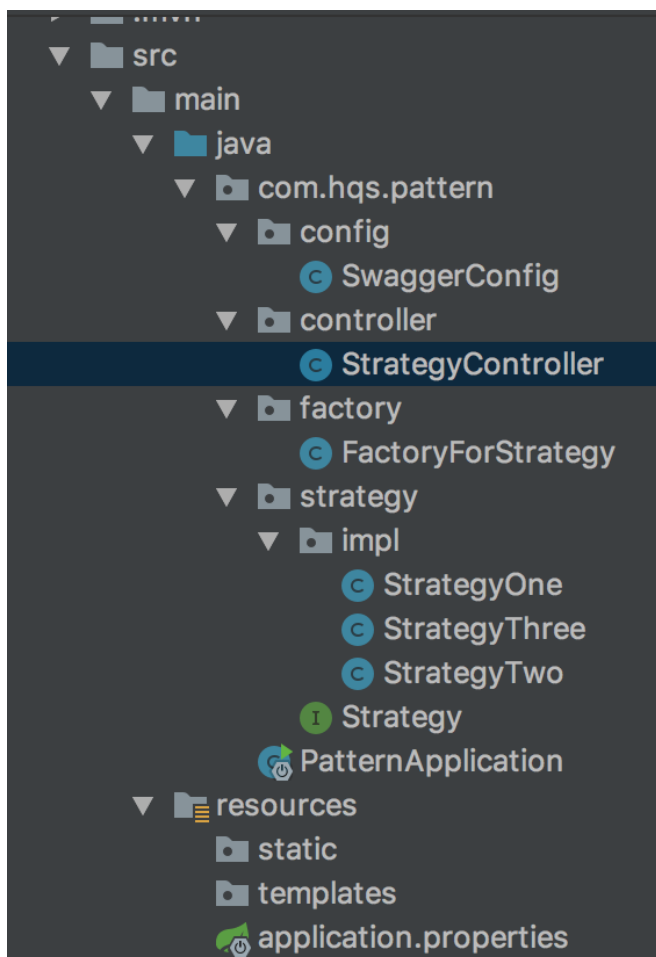 src
main
java
com.hqs.pattern
config
SwaggerConfig
controller
StrategyController
factory
FactoryForStrategy
strategy
impl
StrategyOne
StrategyThree
StrategyTwo
Strategy
PatternApplication
resources
static
templates
application.properties